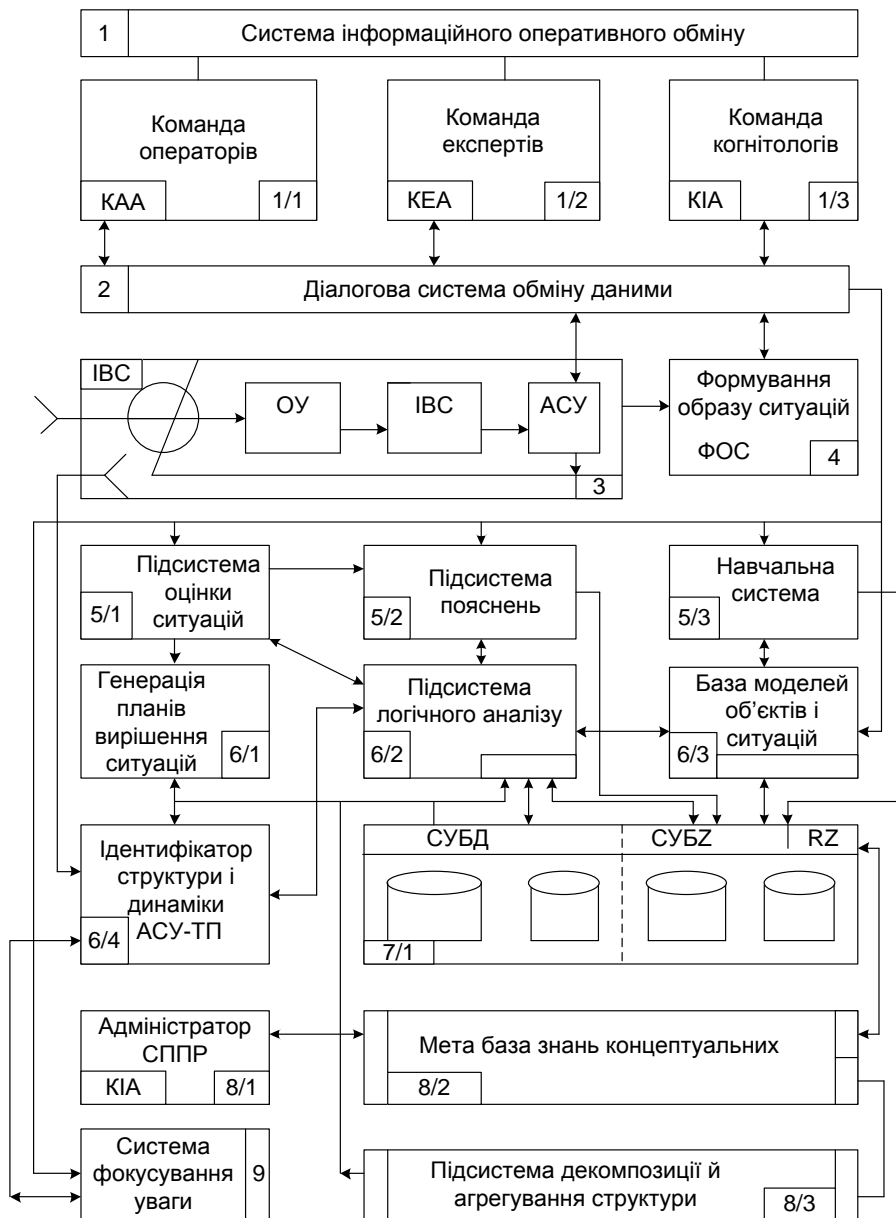 1 Система інформаційного оперативного обміну
Команда
операторів
КАА 1/1
Команда
експертів
КЕА 1/2
Команда
когнітологів
КІА 1/3
2 Діалогова система обміну даними
ІВС
ОУ
ІВС
АСУ
3
Формування
образу ситуацій
ФОС 4
Підсистема
оцінки
ситуацій
5/1
Підсистема
пояснень
5/2
Навчальна
система
5/3
Генерація
планів
вирішення
ситуацій
6/1
Підсистема
логічного аналізу
6/2
База моделей
об’єктів і
ситуацій
6/3
Ідентифікатор
структури і
динаміки
АСУ-ТП
6/4
СУБД СУБZ RZ
7/1
Адміністратор
СППР
КІА 8/1
Мета база знань концептуальних
8/2
Система
фокусування
уваги
9
Підсистема декомпозиції й
агрегування структури
8/3